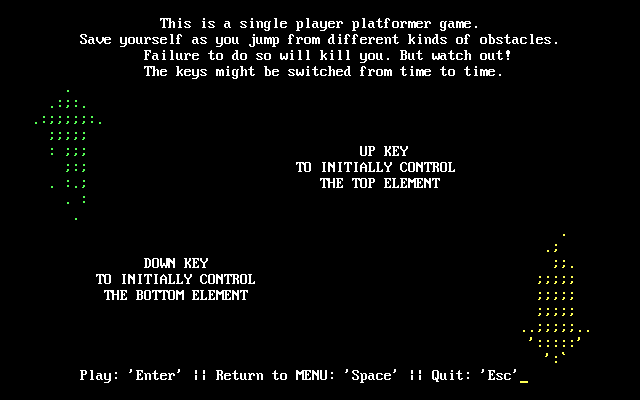 This is a single player platformer game.
Save yourself as you jump from different kinds of obstacles.
Failure to do so will kill you. But watch out!
The keys might be switched from time to time.
UP KEY
TO INITIALLY CONTROL
THE TOP ELEMENT
DOWN KEY
TO INITIALLY CONTROL
THE BOTTOM ELEMENT
Play: 'Enter' || Return to MENU: 'Space' || Quit: 'Esc'_